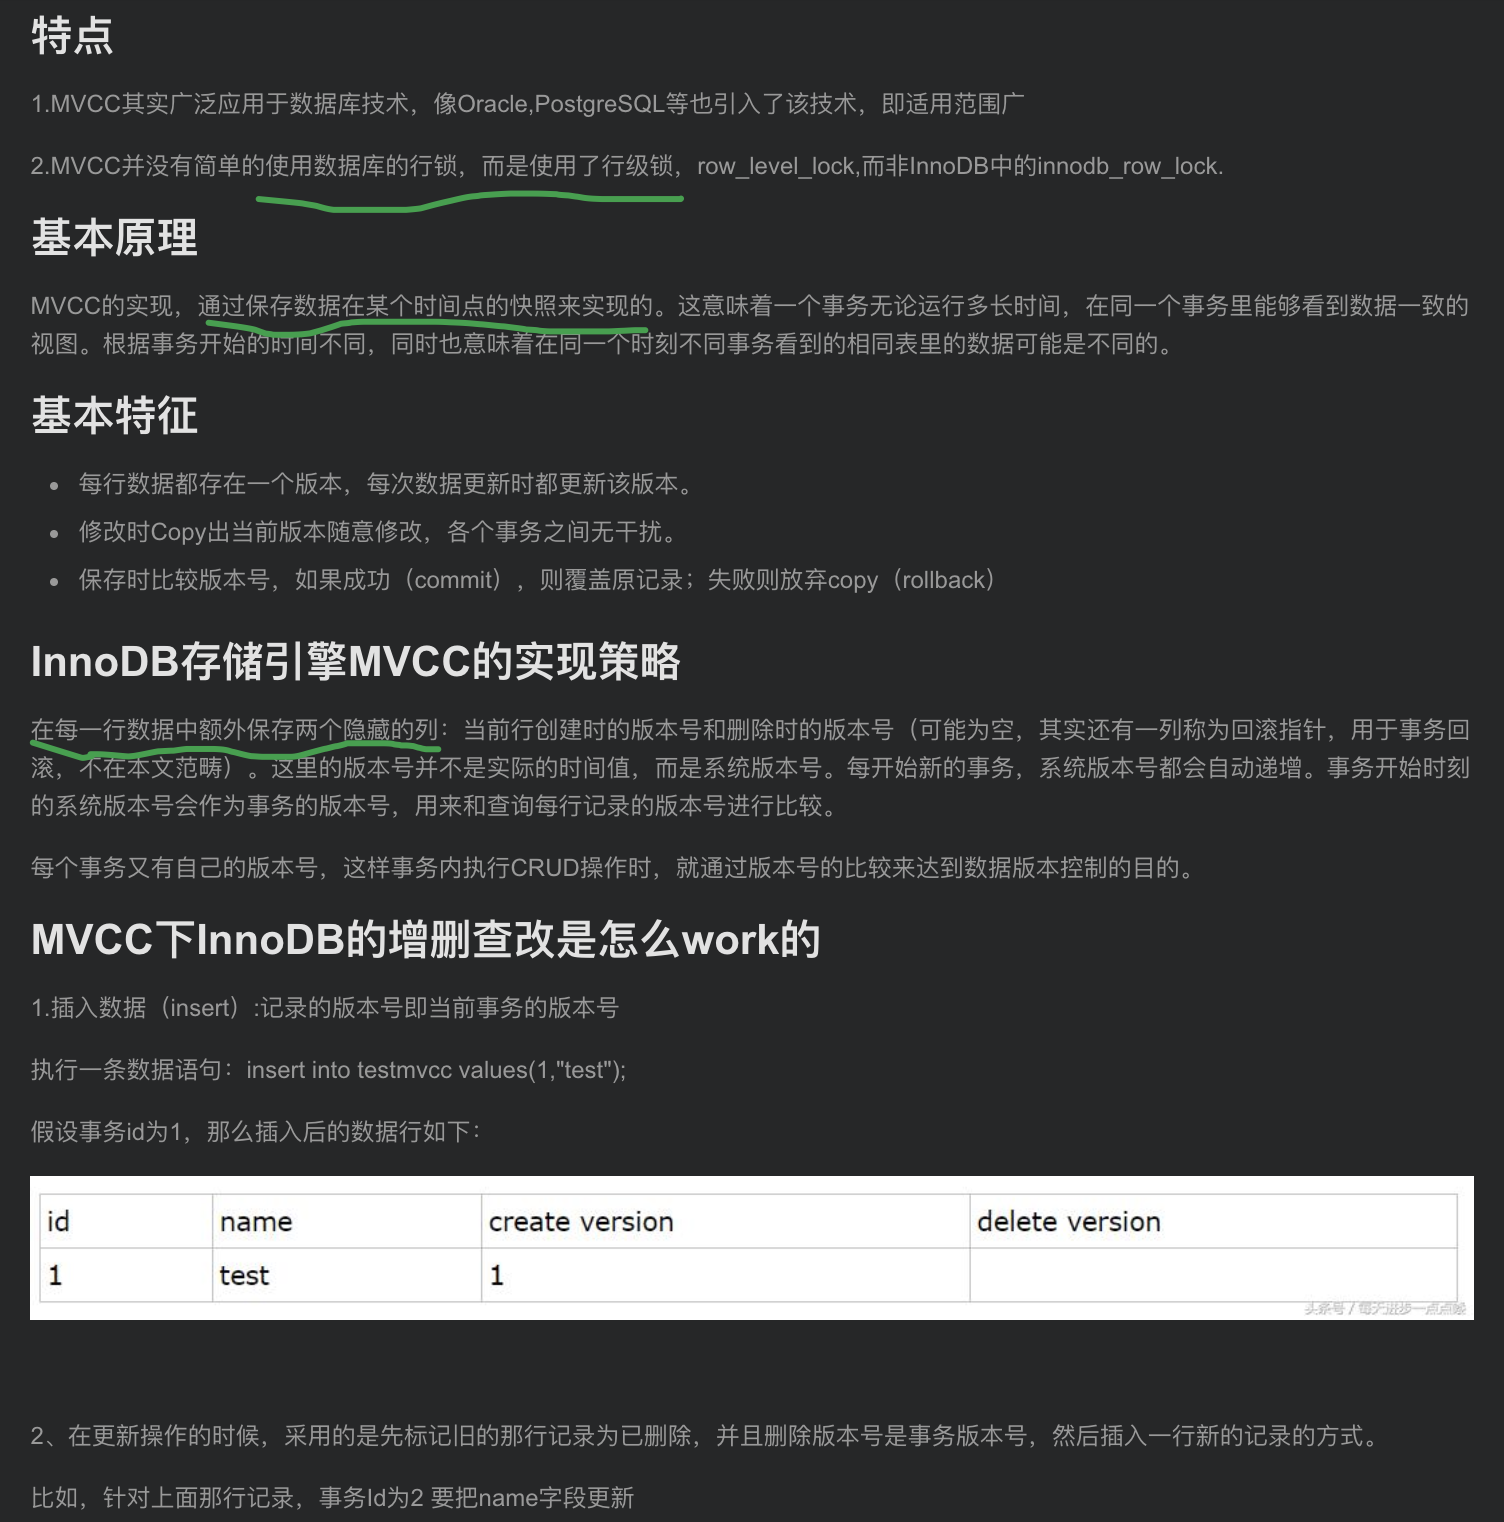 特点
1.MVCC其实广泛应用于数据库技术，像Oracle,PostgreSQL等也引入了该技术，即适用范围广
2.MVCC并没有简单的使用数据库的行锁，而是使用了行级锁，row_level_lock,而非InnoDB中的innodb_row_lock.
基本原理
MVCC的实现，通过保存数据在某个时间点的快照来实现的。这意味着一个事务无论运行多长时间，在同一个事务里能够看到数据一致的
视图。根据事务开始的时间不同，同时也意味着在同一个时刻不同事务看到的相同表里的数据可能是不同的。
基本特征
• 每行数据都存在一个版本，每次数据更新时都更新该版本。
• 修改时Copy出当前版本随意修改，各个事务之间无干扰。
• 保存时比较版本号，如果成功（commit），则覆盖原记录；失败则放弃copy（rollback）
InnoDB存储引擎MVCC的实现策略
在每一行数据中额外保存两个隐藏的列：当前行创建时的版本号和删除时的版本号（可能为空，其实还有一列称为回滚指针，用于事务回
滚，不在本文范畴）。这里的版本号并不是实际的时间值，而是系统版本号。每开始新的事务，系统版本号都会自动递增。事务开始时刻
的系统版本号会作为事务的版本号，用来和查询每行记录的版本号进行比较。
每个事务又有自己的版本号，这样事务内执行CRUD操作时，就通过版本号的比较来达到数据版本控制的目的。
MVCC下InnoDB的增删查改是怎么work的
1.插入数据（insert）:记录的版本号即当前事务的版本号
执行一条数据语句：insert into testmvcc values(1,"test");
假设事务id为1，那么插入后的数据行如下：
id name create version delete version
1 test 1
头条号 / 每天进步一点点

2、在更新操作的时候，采用的是先标记旧的那行记录为已删除，并且删除版本号是事务版本号，然后插入一行新的记录的方式。
比如，针对上面那行记录，事务Id为2 要把name字段更新